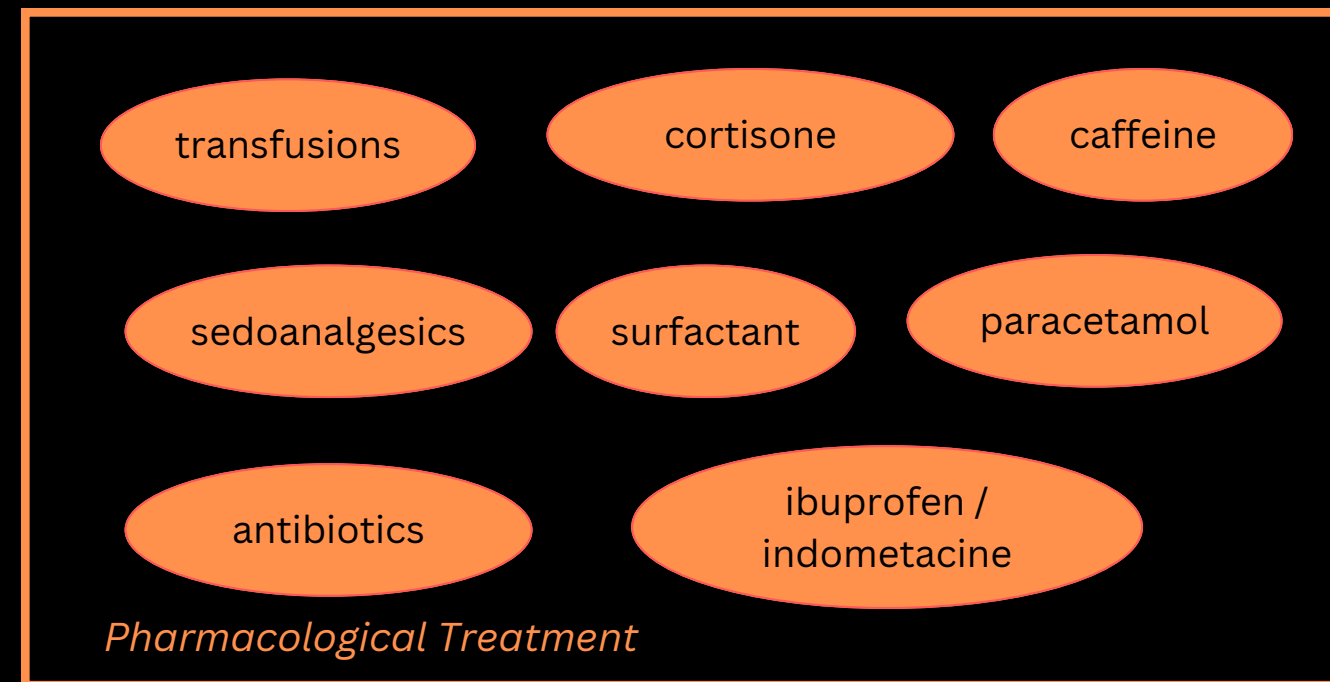 transfusions
cortisone
caffeine
sedoanalgesics
surfactant
paracetamol
antibiotics
ibuprofen /
indometacine
Pharmacological Treatment